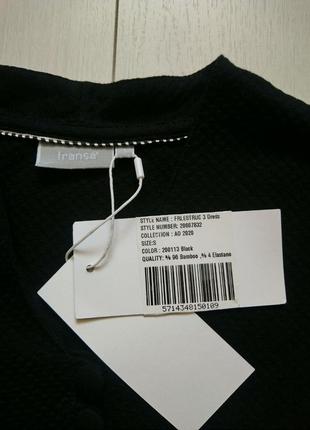 fransa
STYLE NAME : FRLESTRUC 3 Dress
STYLE NUMBER: 20607832
COLLECTION : AO 2020
SIZE:S
COLOR : 200113 Black
QUALITY: % 96 Bamboo ,% 4 Elastane
5714348150109